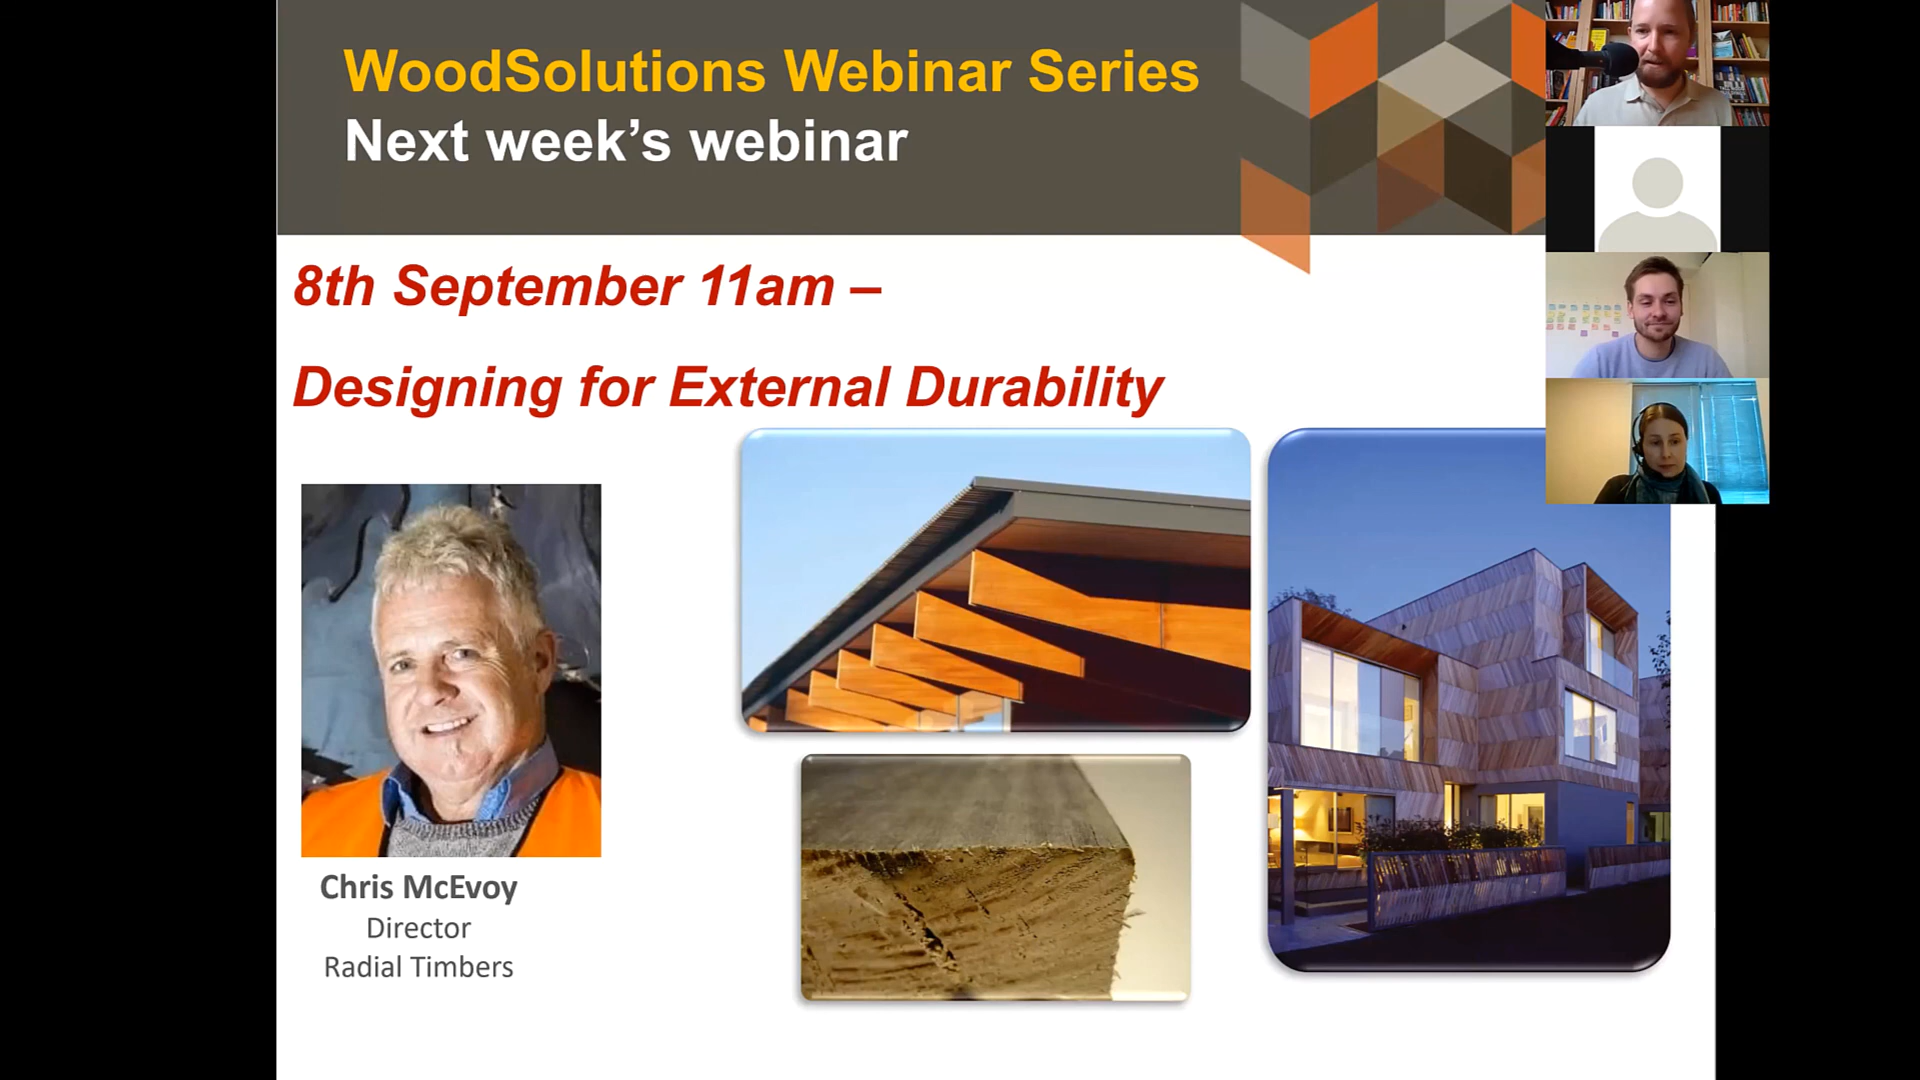 WoodSolutions Webinar Series
Next week’s webinar
8th September 11am –
Designing for External Durability
Chris McEvoy
Director
Radial Timbers